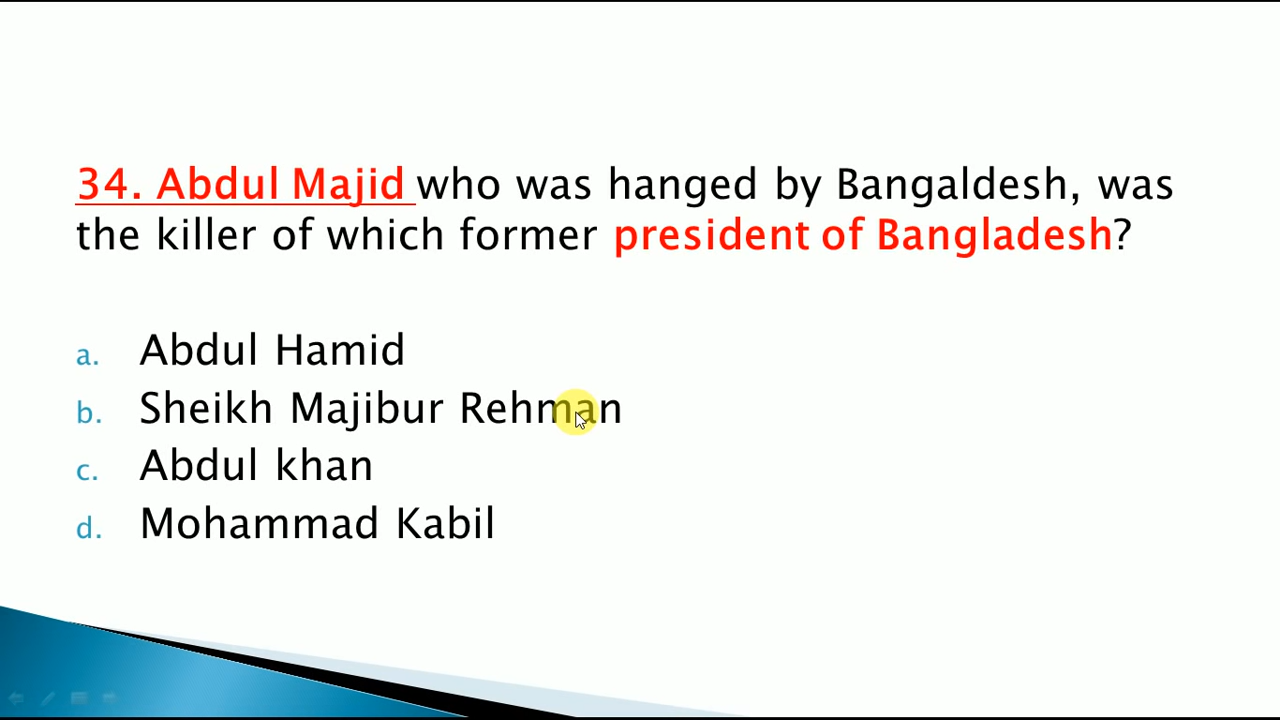 34. Abdul Majid who was hanged by Bangaldesh, was
the killer of which former president of Bangladesh?
a. Abdul Hamid
b. Sheikh Majibur Rehman
c. Abdul khan
d. Mohammad Kabil